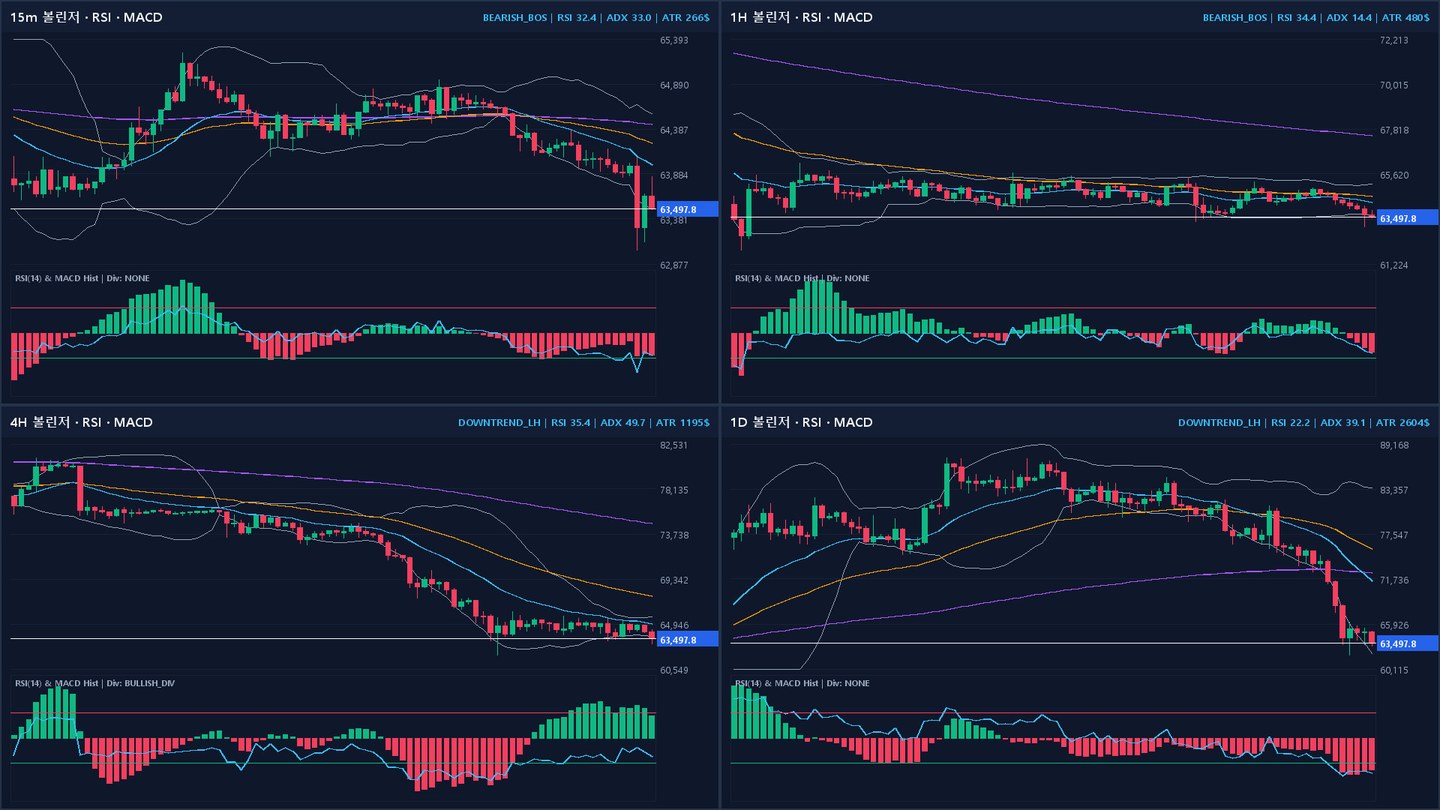 15m 볼린저 · RSI · MACD
BEARISH_BOS | RSI 32.4 | ADX 33.0 | ATR 266$
65,393
64,890
64,387
63,884
63,497.8
63,381
62,877
RSI(14) & MACD Hist | Div: NONE
1H 볼린저 · RSI · MACD
BEARISH_BOS | RSI 34.4 | ADX 14.4 | ATR 480$
72,213
70,015
67,818
65,620
63,497.8
61,224
RSI(14) & MACD Hist | Div: NONE
4H 볼린저 · RSI · MACD
DOWNTREND_LH | RSI 35.4 | ADX 49.7 | ATR 1195$
82,531
78,135
73,738
69,342
64,946
63,497.8
60,549
RSI(14) & MACD Hist | Div: BULLISH_DIV
1D 볼린저 · RSI · MACD
DOWNTREND_LH | RSI 22.2 | ADX 39.1 | ATR 2604$
89,168
83,357
77,547
71,736
65,926
63,497.8
60,115
RSI(14) & MACD Hist | Div: NONE